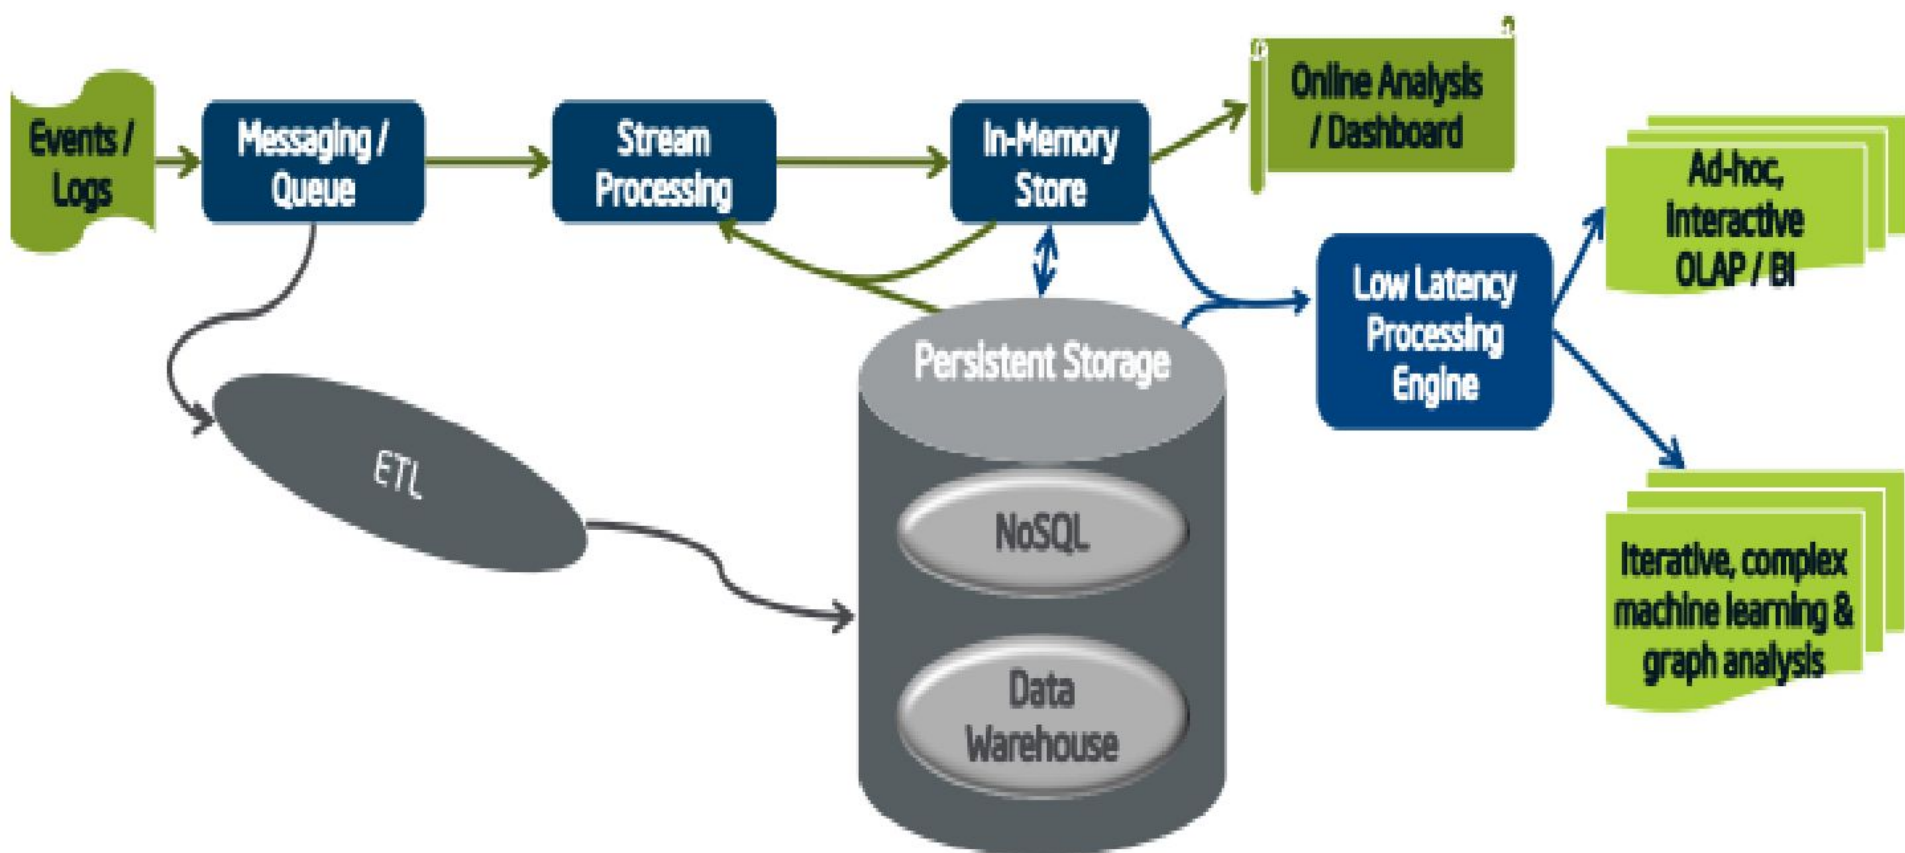 Events /
Logs
Messaging /
Queue
Stream
Processing
In-Memory
Store
Online Analysis
/ Dashboard
Ad-hoc,
interactive
OLAP / BI
Low Latency
Processing
Engine
Persistent Storage
ETL
NoSQL
Data
Warehouse
Iterative, complex
machine learning &
graph analysis